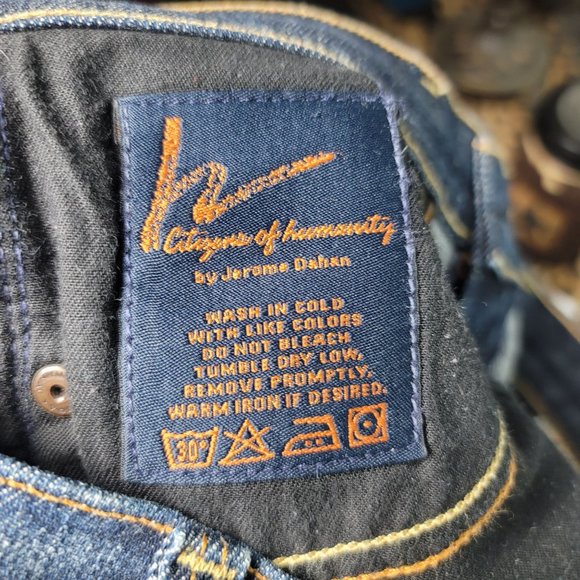 Citizens of humanity
by Jerome Dahan
WASH IN COLD
WITH LIKE COLORS
DO NOT BLEACH
TUMBLE DRY LOW,
REMOVE PROMPTLY.
WARM IRON IF DESIRED.
30°